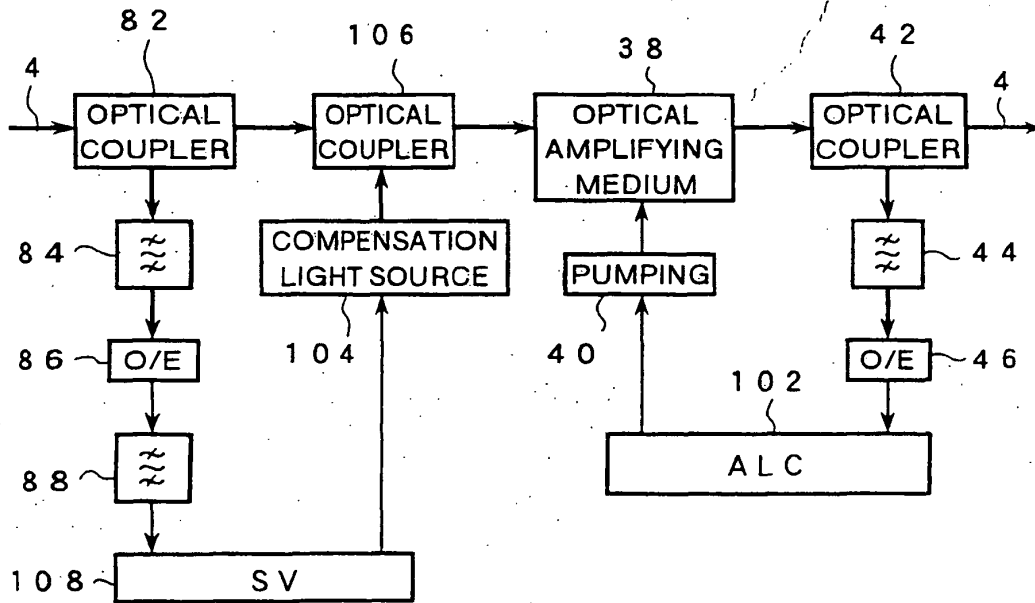 82
106
38
42
4
4
OPTICAL
COUPLER
OPTICAL
COUPLER
OPTICAL
AMPLIFYING
MEDIUM
OPTICAL
COUPLER
84
COMPENSATION
LIGHT SOURCE
PUMPING
44
86
O/E
104
40
O/E
46
102
88
ALC
108
SV